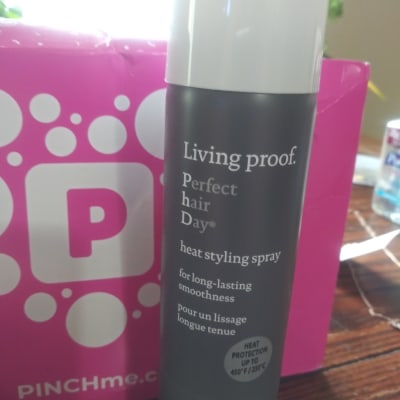 Living proof.
Perfect
hair
Day®
heat styling spray
for long-lasting
smoothness
pour un lissage
longue tenue
HEAT
PROTECTION
UP TO
450°F / 230°C
P
PINCHme.c